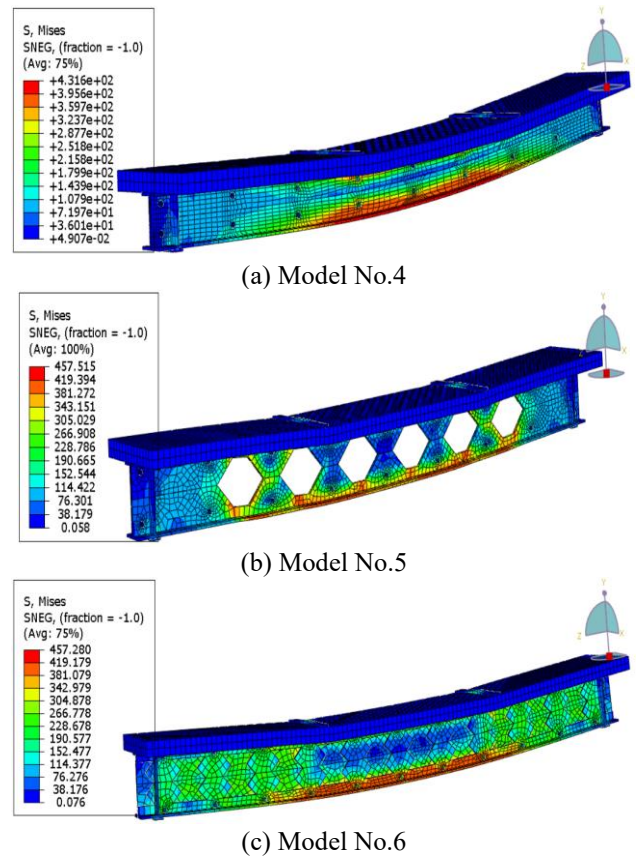 S, Mises
SNEG, (fraction = -1.0)
(Avg: 75%)
+4.316e+02
+3.956e+02
+3.597e+02
+3.237e+02
+2.877e+02
+2.518e+02
+2.158e+02
+1.799e+02
+1.439e+02
+1.079e+02
+7.197e+01
+3.601e+01
+4.907e-02
Y
Z
X
(a) Model No.4
S, Mises
SNEG, (fraction = -1.0)
(Avg: 100%)
457.515
419.394
381.272
343.151
305.029
266.908
228.786
190.665
152.544
114.422
76.301
38.179
0.058
Y
Z
X
(b) Model No.5
S, Mises
SNEG, (fraction = -1.0)
(Avg: 75%)
457.280
419.179
381.079
342.979
304.878
266.778
228.678
190.577
152.477
114.377
76.276
38.176
0.076
Y
Z
X
(c) Model No.6